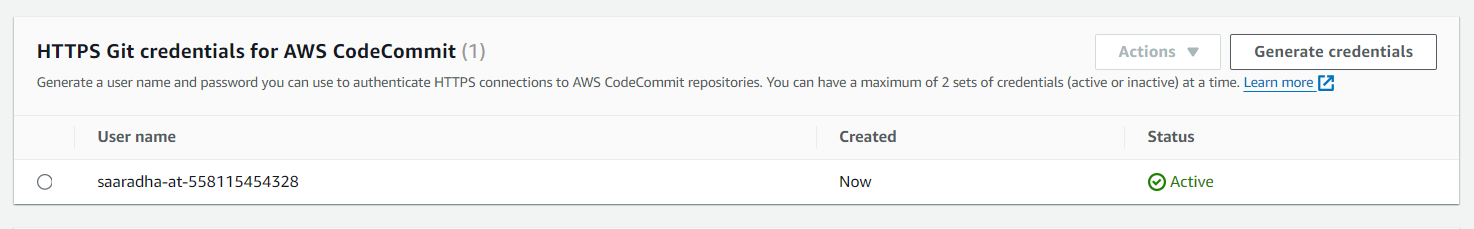 HTTPS Git credentials for AWS CodeCommit (1)
Actions
Generate credentials
Generate a user name and password you can use to authenticate HTTPS connections to AWS CodeCommit repositories. You can have a maximum of 2 sets of credentials (active or inactive) at a time. Learn more
User name Created Status
saaradha-at-558115454328 Now Active